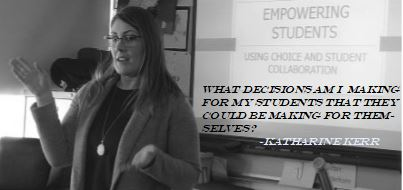 EMPOWERING
STUDENTS
USING CHOICE AND STUDENT
COLLABORATION
WHAT DECISIONS AM I MAKING
FOR MY STUDENTS THAT THEY
COULD BE MAKING FOR THEM-
SELVES?
-KATHARINE KERR